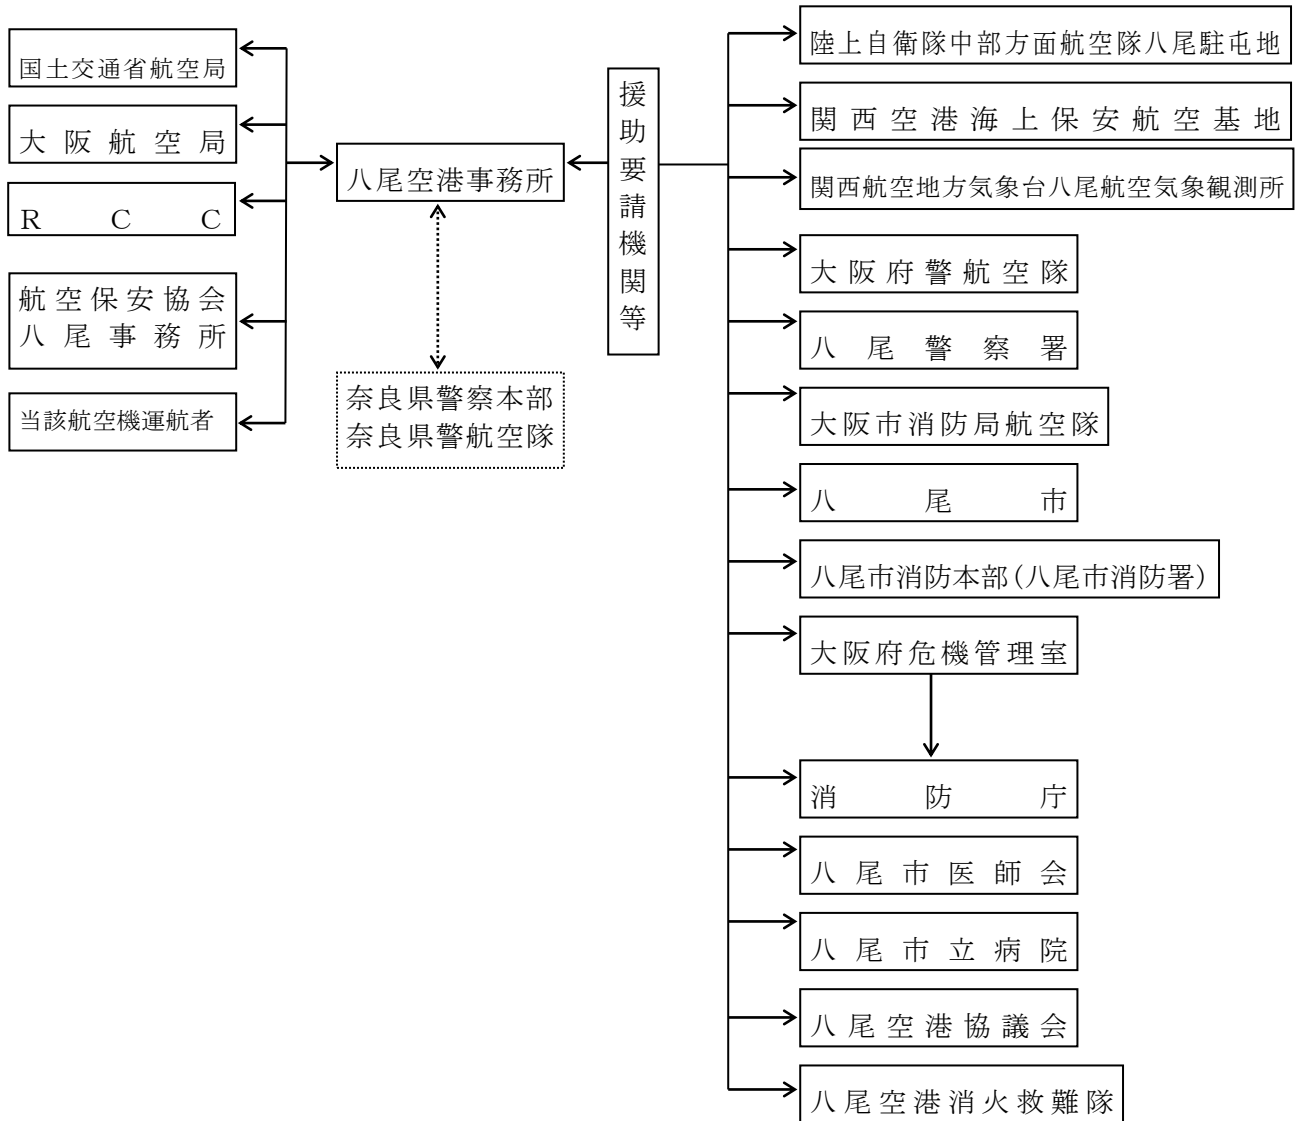 国土交通省航空局
大阪航空局
RCC
航空保安協会
八尾事務所
当該航空機運航者
八尾空港事務所
奈良県警察本部
奈良県警航空隊
援助要請機関等
陸上自衛隊中部方面航空隊八尾駐屯地
関西空港海上保安航空基地
関西航空地方気象台八尾航空気象観測所
大阪府警航空隊
八尾警察署
大阪市消防局航空隊
八尾市
八尾市消防本部(八尾市消防署)
大阪府危機管理室
消防庁
八尾市医師会
八尾市立病院
八尾空港協議会
八尾空港消火救難隊